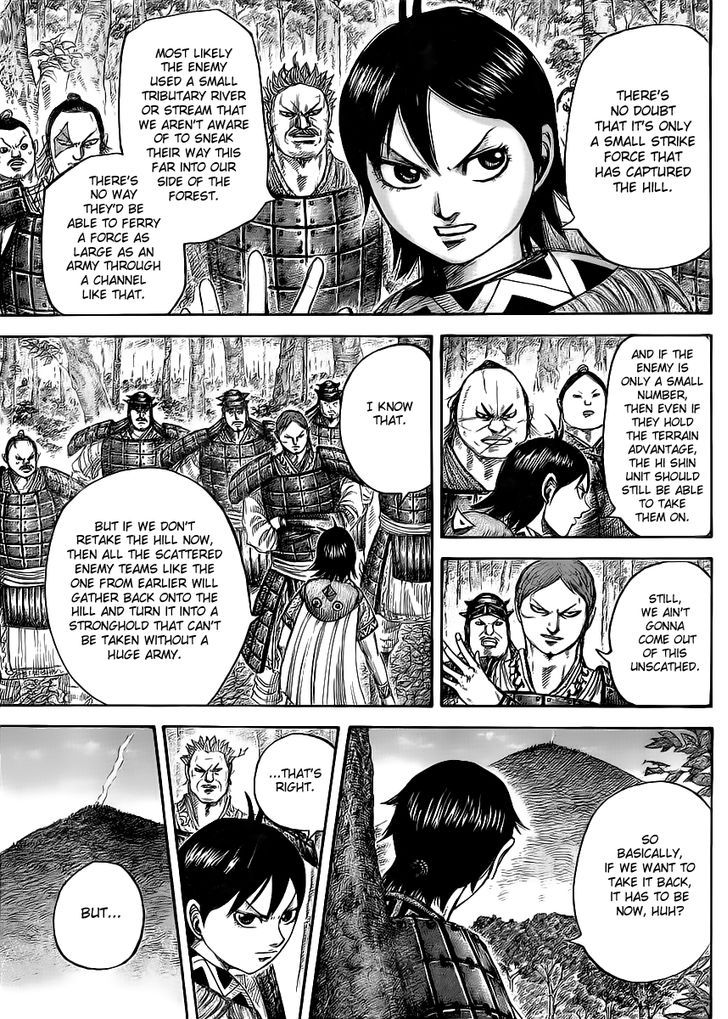 THERE'S
NO DOUBT
THAT IT'S ONLY
A SMALL STRIKE
FORCE THAT
HAS CAPTURED
THE HILL.
MOST LIKELY
THE ENEMY
USED A SMALL
TRIBUTARY RIVER
OR STREAM THAT
WE AREN'T AWARE
OF TO SNEAK
THEIR WAY THIS
FAR INTO OUR
SIDE OF THE
FOREST.
THERE'S
NO WAY
THEY'D BE
ABLE TO FERRY
A FORCE AS
LARGE AS AN
ARMY THROUGH
A CHANNEL
LIKE THAT.
AND IF THE
ENEMY IS
ONLY A SMALL
NUMBER,
THEN EVEN IF
THEY HOLD
THE TERRAIN
ADVANTAGE,
THE HI SHIN
UNIT SHOULD
STILL BE ABLE
TO TAKE
THEM ON.
STILL,
WE AIN'T
GONNA
COME OUT
OF THIS
UNSCATHED.
I KNOW
THAT.
BUT IF WE DON'T
RETAKE THE HILL NOW,
THEN ALL THE SCATTERED
ENEMY TEAMS LIKE THE
ONE FROM EARLIER WILL
GATHER BACK ONTO THE
HILL AND TURN IT INTO A
STRONGHOLD THAT CAN'T
BE TAKEN WITHOUT A
HUGE ARMY.
SO
BASICALLY,
IF WE WANT
TO TAKE IT BACK,
IT HAS TO BE
NOW, HUH?
...THAT'S
RIGHT.
BUT...